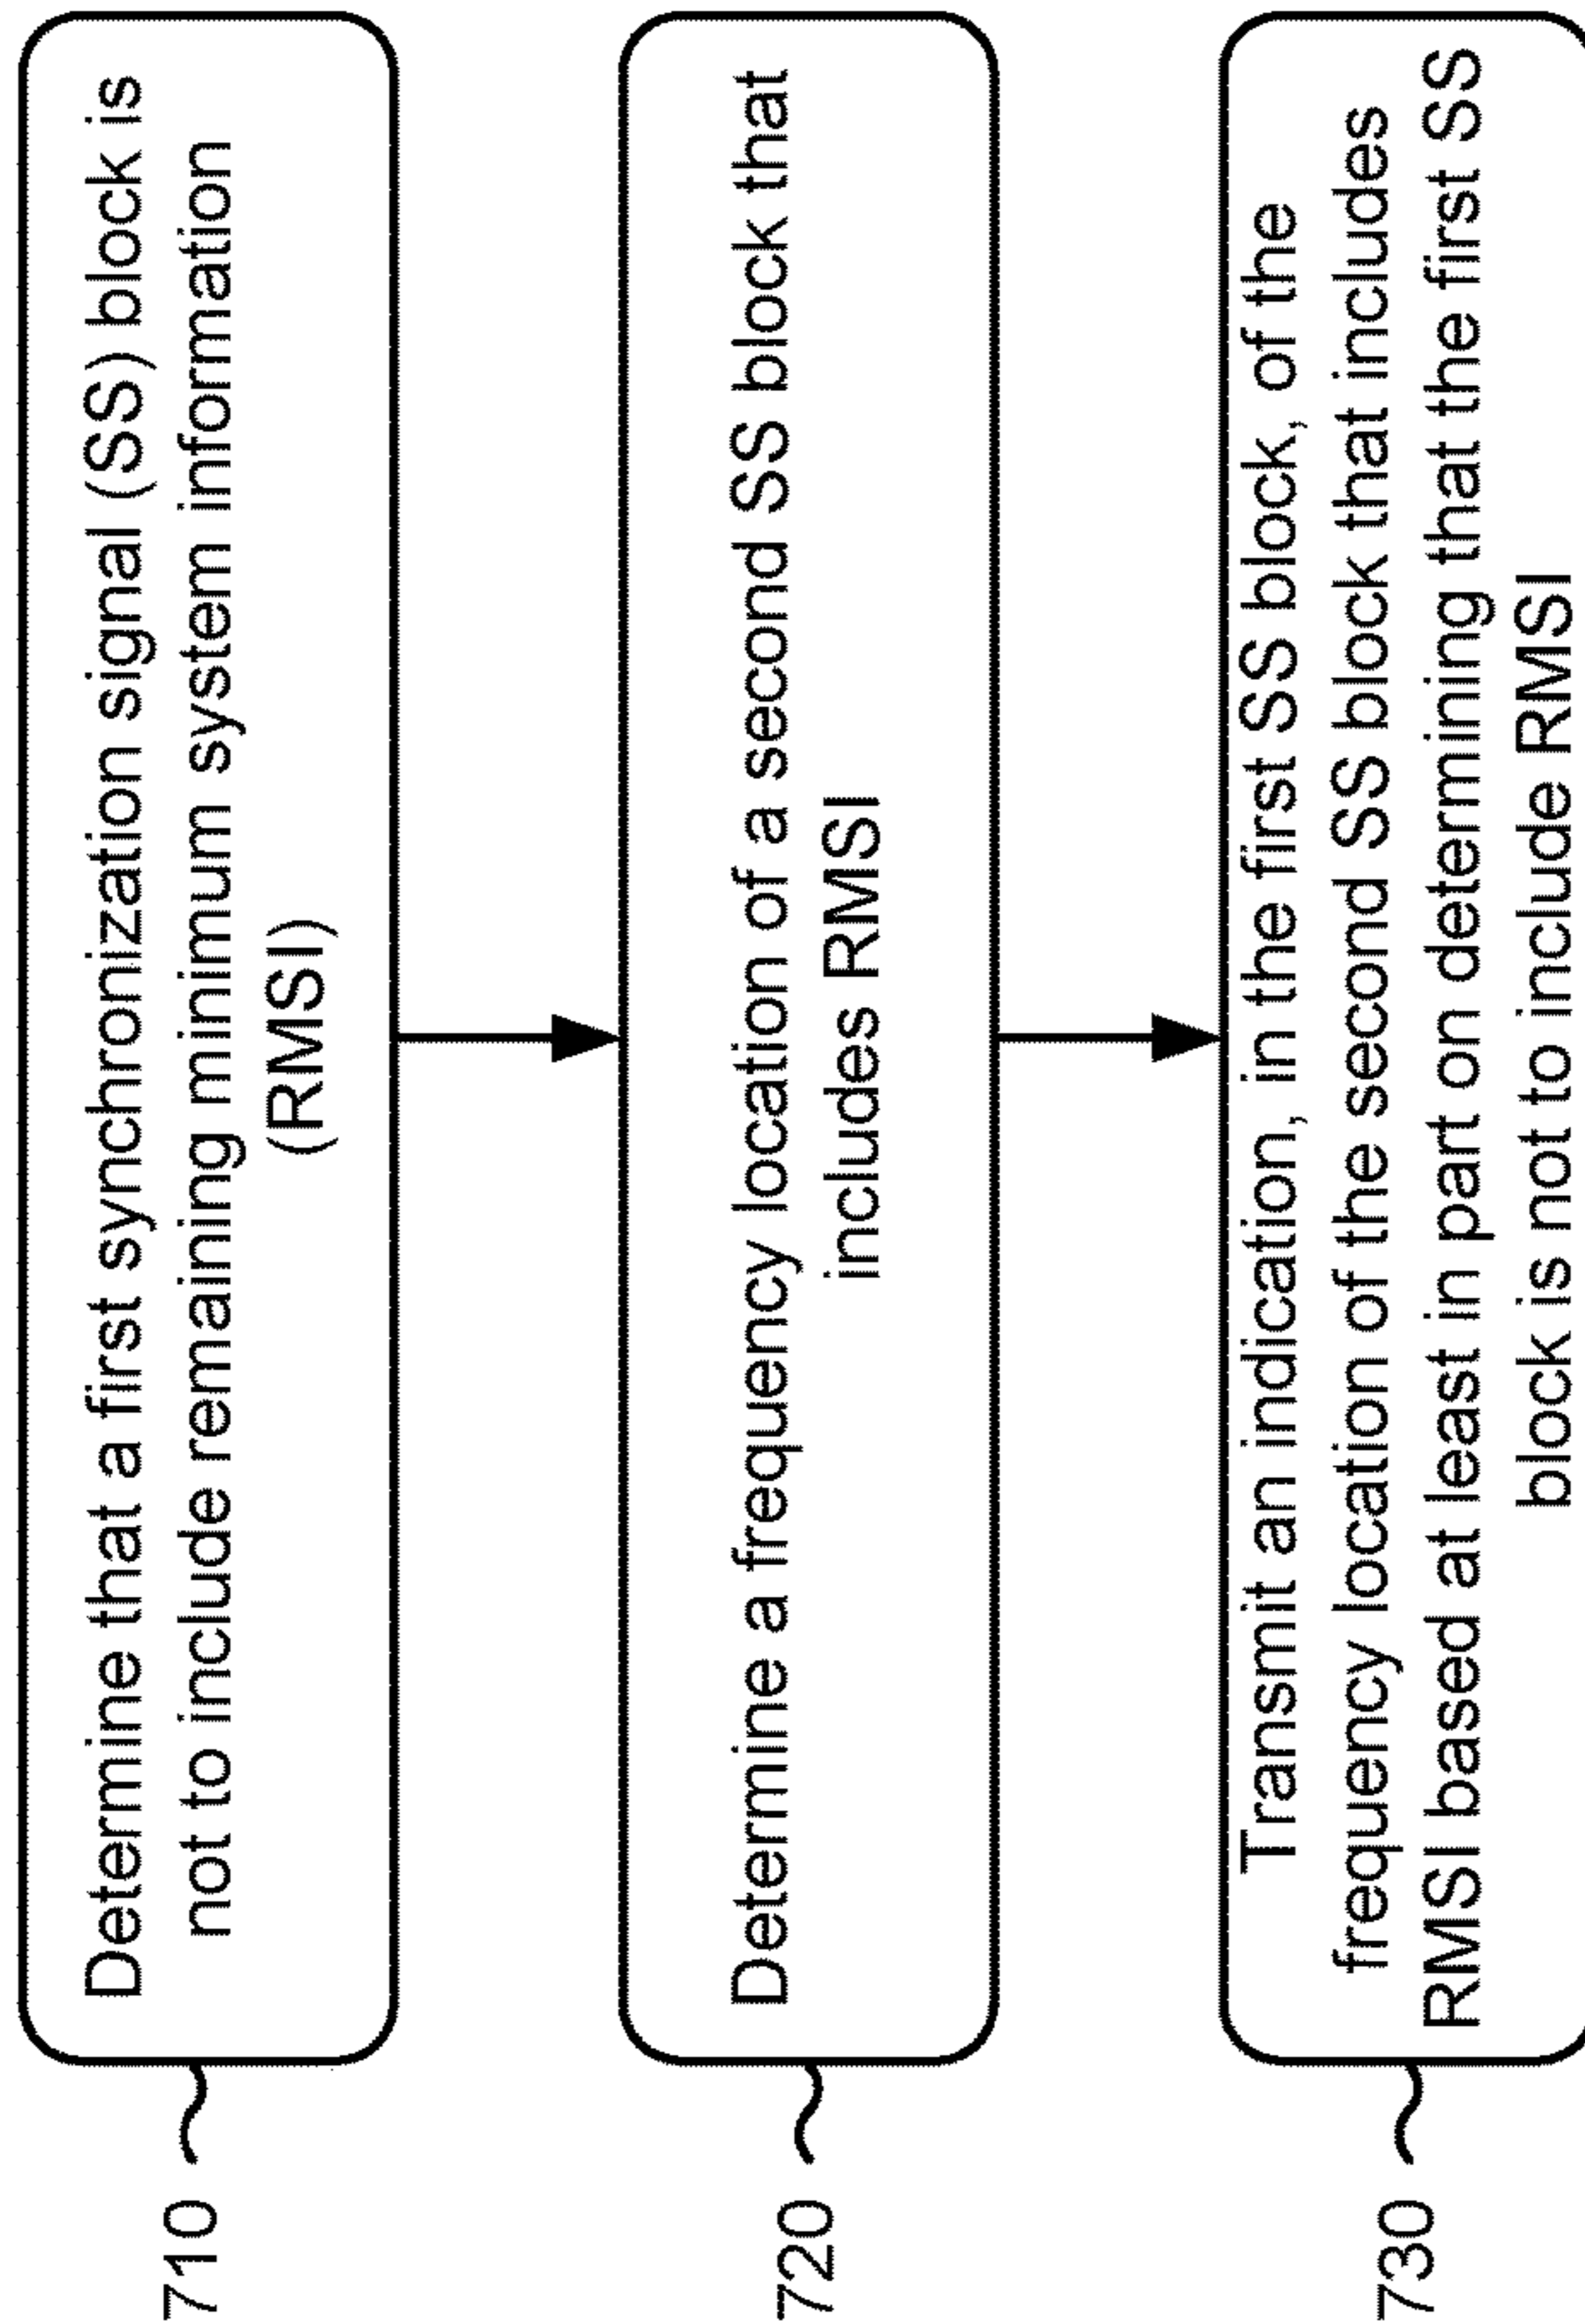 710
Determine that a first synchronization signal (SS) block is
not to include remaining minimum system information
(RMSI)
720
Determine a frequency location of a second SS block that
includes RMSI
730
Transmit an indication, in the first SS block, of the
frequency location of the second SS block that includes
RMSI based at least in part on determining that the first SS
block is not to include RMSI